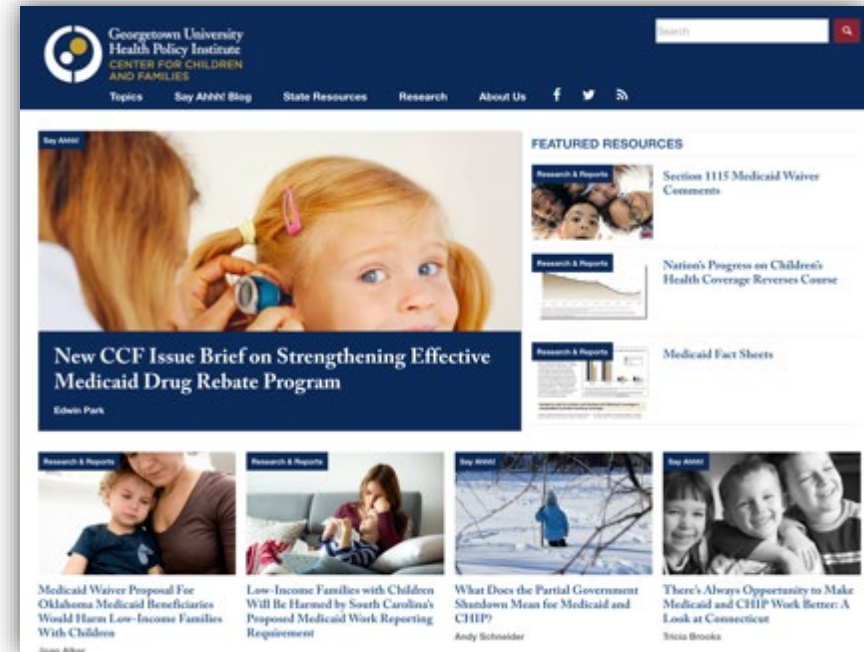 Georgetown University
Health Policy Institute
CENTER FOR CHILDREN
AND FAMILIES
Search
Topics
Say Ahhh! Blog
State Resources
Research
About Us
Say Ahhh!
New CCF Issue Brief on Strengthening Effective
Medicaid Drug Rebate Program
Edwin Park
FEATURED RESOURCES
Research & Reports
Section 1115 Medicaid Waiver
Comments
Research & Reports
Nation's Progress on Children's
Health Coverage Reverses Course
Research & Reports
Medicaid Fact Sheets
Research & Reports
Medicaid Waiver Proposal For
Oklahoma Medicaid Beneficiaries
Would Harm Low-Income Families
With Children
Joan Alker
Research & Reports
Low-Income Families with Children
Will Be Harmed by South Carolina's
Proposed Medicaid Work Reporting
Requirement
Say Ahhh!
What Does the Partial Government
Shutdown Mean for Medicaid and
CHIP?
Andy Schneider
Say Ahhh!
There's Always Opportunity to Make
Medicaid and CHIP Work Better: A
Look at Connecticut
Tricia Brooks